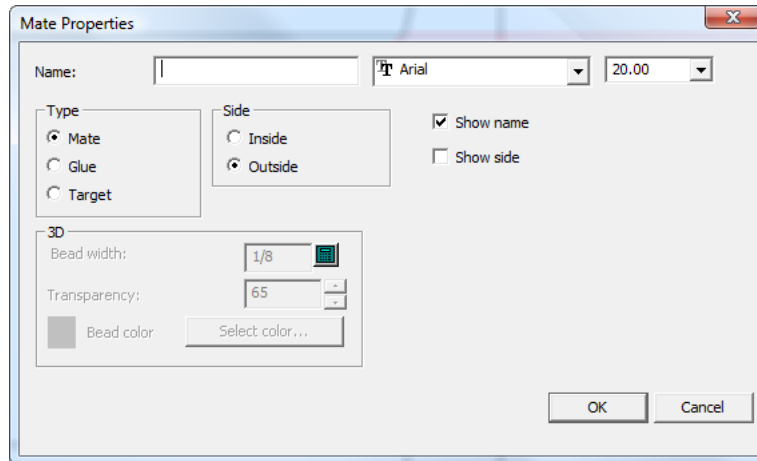 Mate Properties
Name: Arial 20.00
Type Side
Mate Inside Show name
Glue Outside Show side
Target
3D
Bead width: 1/8
Transparency: 65
Bead color Select color...
OK Cancel